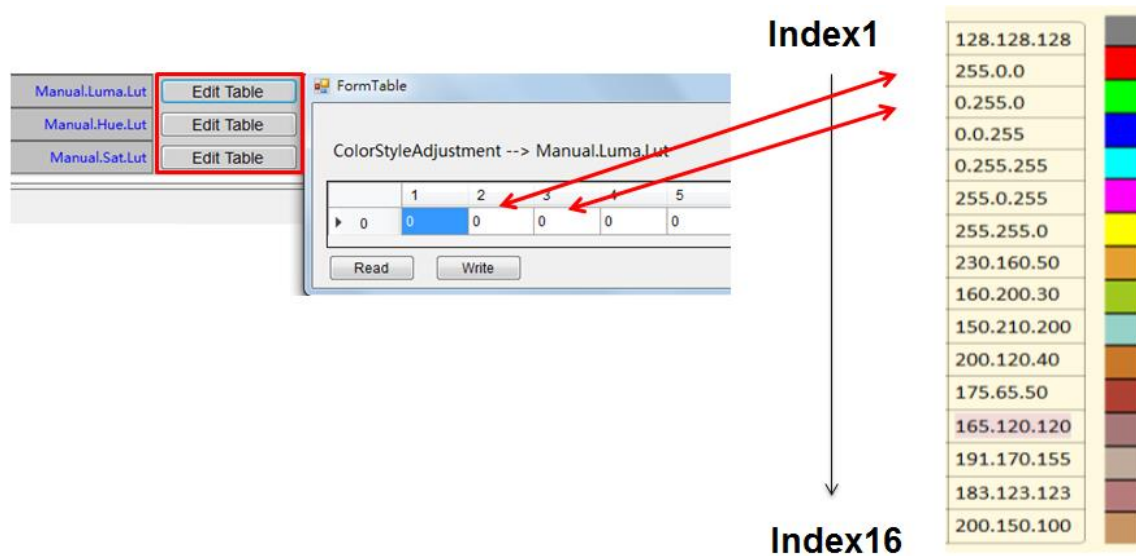 Index1
Manual.Luma.Lut Edit Table
Manual.Hue.Lut Edit Table
Manual.Sat.Lut Edit Table
FormTable
ColorStyleAdjustment --> Manual.Luma.Lut
1 2 3 4 5
0 0 0 0 0 0
Read Write
128.128.128
255.0.0
0.255.0
0.0.255
0.255.255
255.0.255
255.255.0
230.160.50
160.200.30
150.210.200
200.120.40
175.65.50
165.120.120
191.170.155
183.123.123
200.150.100
Index16